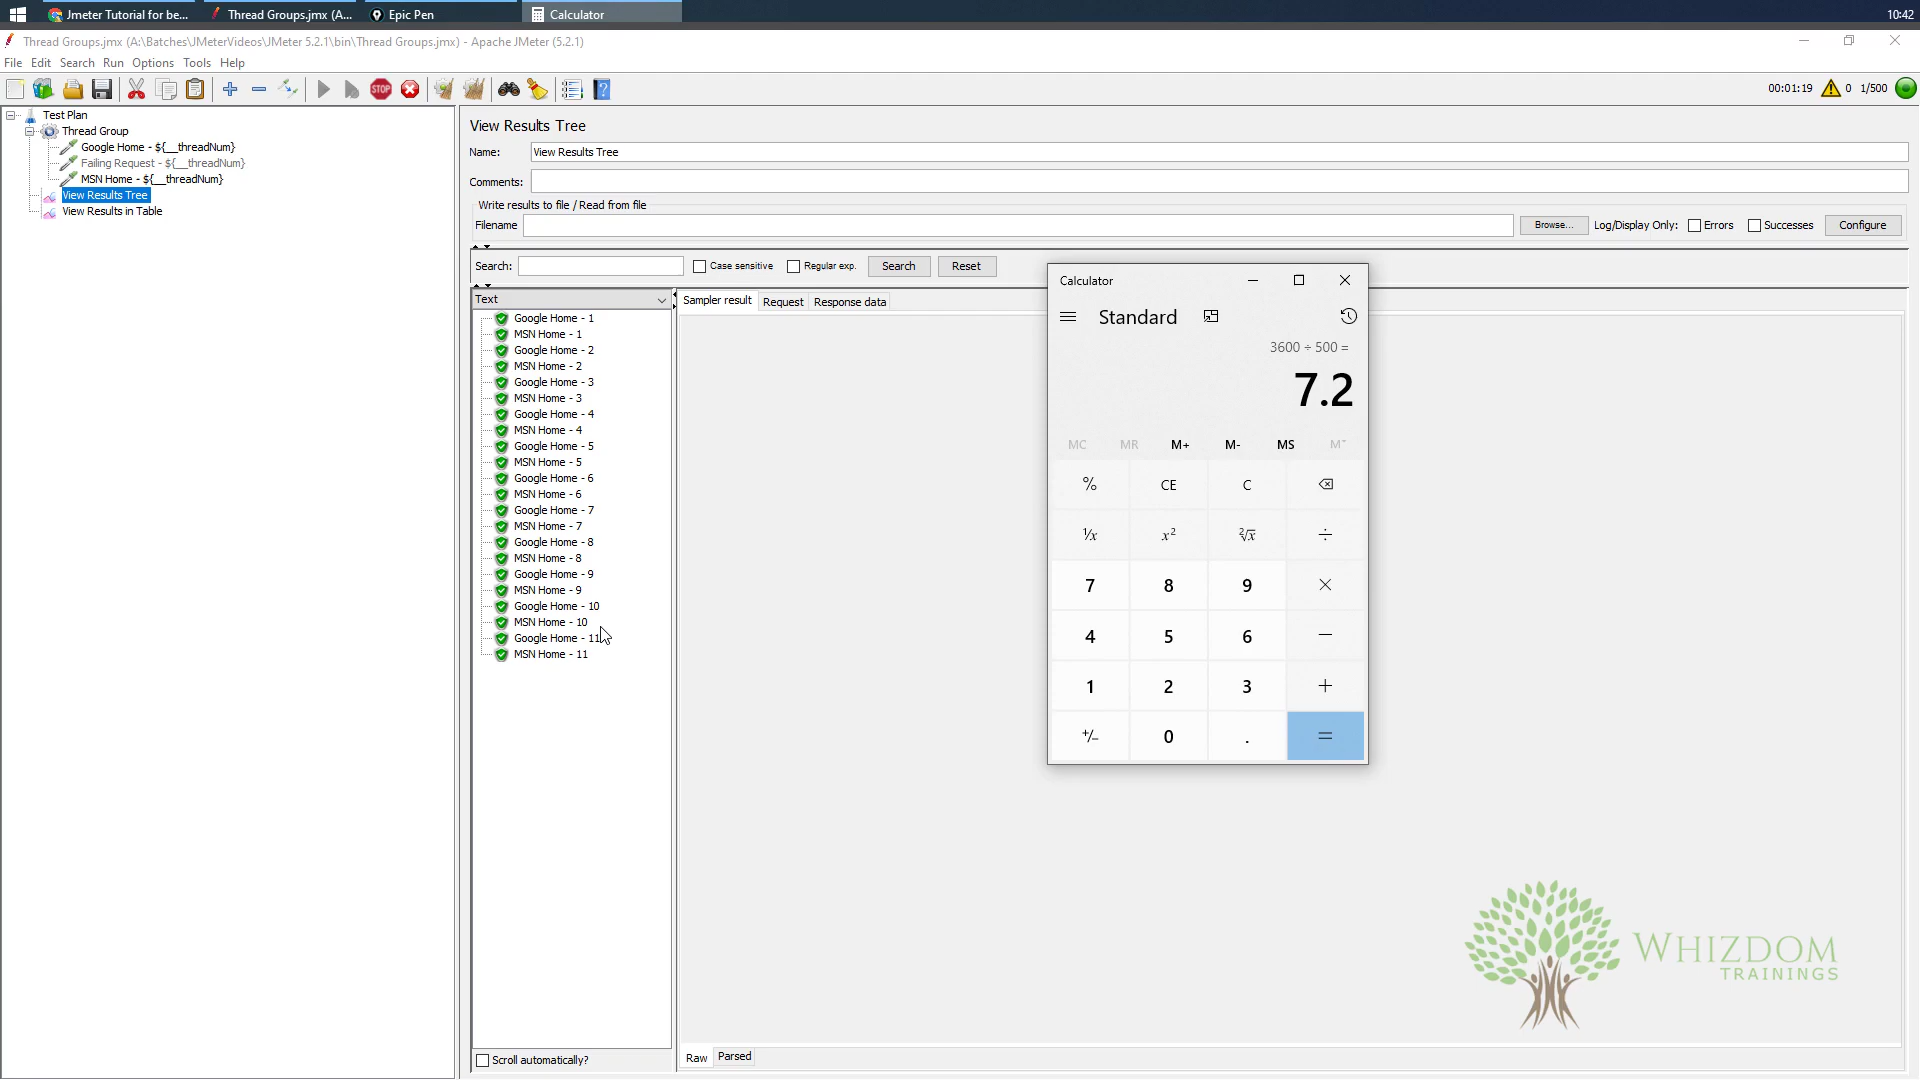 Jmeter Tutorial for be...
Thread Groups.jmx (A...
Epic Pen
Calculator
10:42
Thread Groups.jmx (A:\Batches\JMeterVideos\JMeter 5.2.1\bin\Thread Groups.jmx) - Apache JMeter (5.2.1)
File Edit Search Run Options Tools Help
STOP
00:01:19 0 1/500
Test Plan
Thread Group
Google Home - ${__threadNum}
Failing Request - ${__threadNum}
MSN Home - ${__threadNum}
View Results Tree
View Results in Table
View Results Tree
Name: View Results Tree
Comments:
Write results to file / Read from file
Filename Browse... Log/Display Only: Errors Successes Configure
Search: Case sensitive Regular exp. Search Reset
Text
Sampler result Request Response data
Google Home - 1
MSN Home - 1
Google Home - 2
MSN Home - 2
Google Home - 3
MSN Home - 3
Google Home - 4
MSN Home - 4
Google Home - 5
MSN Home - 5
Google Home - 6
MSN Home - 6
Google Home - 7
MSN Home - 7
Google Home - 8
MSN Home - 8
Google Home - 9
MSN Home - 9
Google Home - 10
MSN Home - 10
Google Home - 11
MSN Home - 11
Scroll automatically?
Raw Parsed
Calculator
Standard
3600 ÷ 500 =
7.2
MC MR M+ M- MS M˅
% CE C
⅟x x² ²√x ÷
7 8 9 ×
4 5 6 −
1 2 3 +
+/− 0 . =
WHIZDOM
TRAININGS